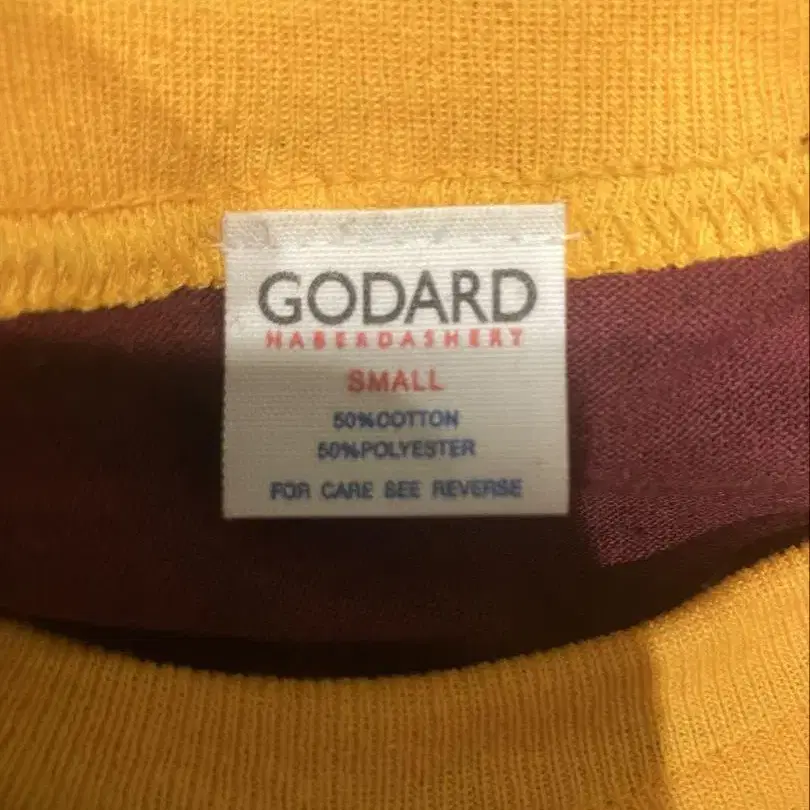 GODARD
HABERDASHERY
SMALL
50%COTTON
50%POLYESTER
FOR CARE SEE REVERSE